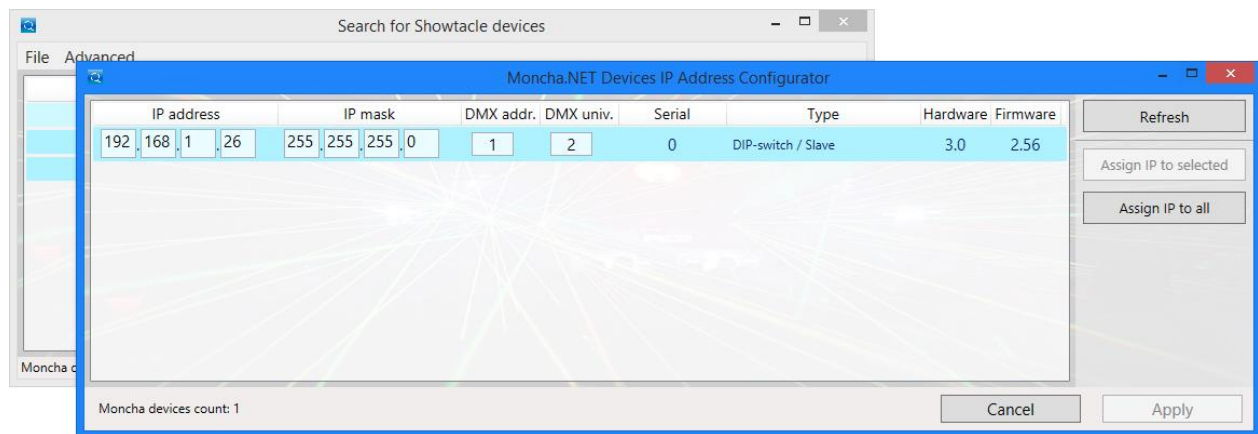 Search for Showtacle devices
File Advanced
Moncha.NET Devices IP Address Configurator
IP address IP mask DMX addr. DMX univ. Serial Type Hardware Firmware
192 . 168 . 1 . 26 255 . 255 . 255 . 0 1 2 0 DIP-switch / Slave 3.0 2.56
Refresh
Assign IP to selected
Assign IP to all
Moncha
Moncha devices count: 1
Cancel Apply